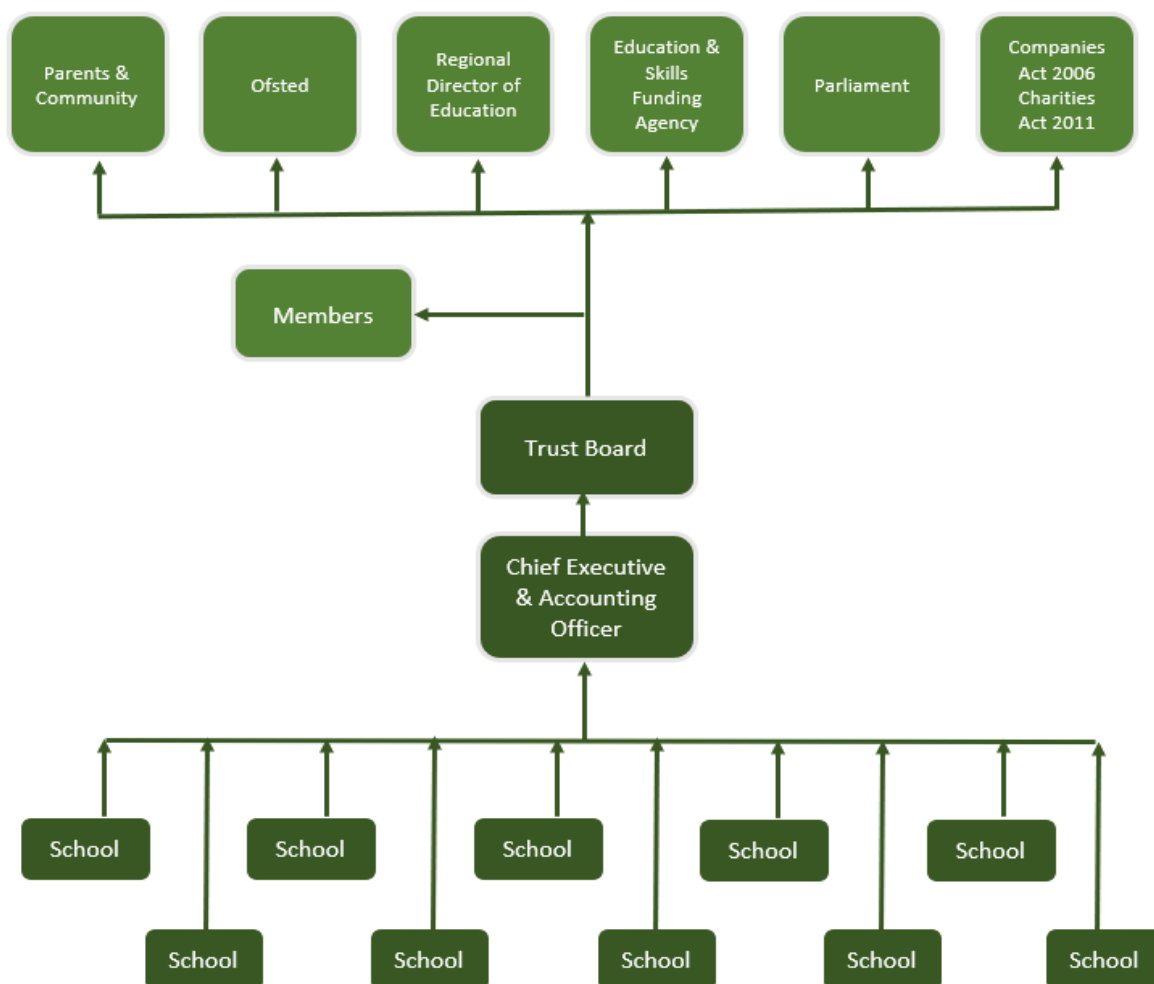 Parents &
Community
Ofsted
Regional
Director of
Education
Education &
Skills
Funding
Agency
Parliament
Companies
Act 2006
Charities
Act 2011
Members
Trust Board
Chief Executive
& Accounting
Officer
School
School
School
School
School
School
School
School
School
School